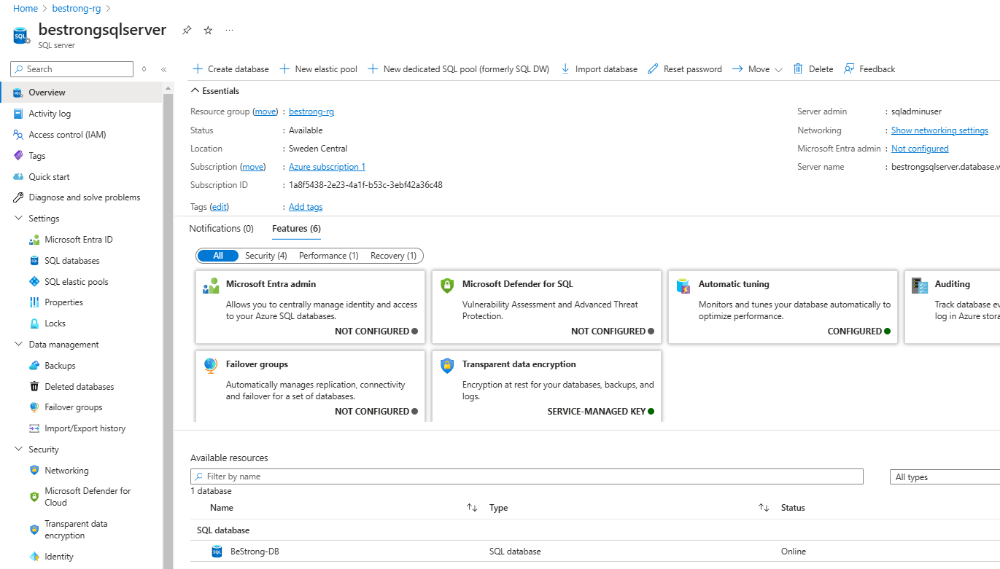 Home > bestrong-rg >
bestrongsqlserver
SQL server
Search
Create database
New elastic pool
New dedicated SQL pool (formerly SQL DW)
Import database
Reset password
Move
Delete
Feedback
Overview
Activity log
Access control (IAM)
Tags
Quick start
Diagnose and solve problems
Settings
Microsoft Entra ID
SQL databases
SQL elastic pools
Properties
Locks
Data management
Backups
Deleted databases
Failover groups
Import/Export history
Security
Networking
Microsoft Defender for
Cloud
Transparent data
encryption
Identity
Essentials
Resource group (move) : bestrong-rg
Status : Available
Location : Sweden Central
Subscription (move) : Azure subscription 1
Subscription ID : 1a8f5438-2e23-4a1f-b53c-3ebf42a36c48
Tags (edit) : Add tags
Server admin : sqladminuser
Networking : Show networking settings
Microsoft Entra admin : Not configured
Server name : bestrongsqlserver.database.w
Notifications (0)
Features (6)
All
Security (4)
Performance (1)
Recovery (1)
Microsoft Entra admin
Allows you to centrally manage identity and access
to your Azure SQL databases.
NOT CONFIGURED
Microsoft Defender for SQL
Vulnerability Assessment and Advanced Threat
Protection.
NOT CONFIGURED
Automatic tuning
Monitors and tunes your database automatically to
optimize performance.
CONFIGURED
Auditing
Track database ev
log in Azure stora
Failover groups
Automatically manages replication, connectivity
and failover for a set of databases.
NOT CONFIGURED
Transparent data encryption
Encryption at rest for your databases, backups, and
logs.
SERVICE-MANAGED KEY
Available resources
Filter by name
All types
1 database
Name
Type
Status
SQL database
BeStrong-DB
SQL database
Online